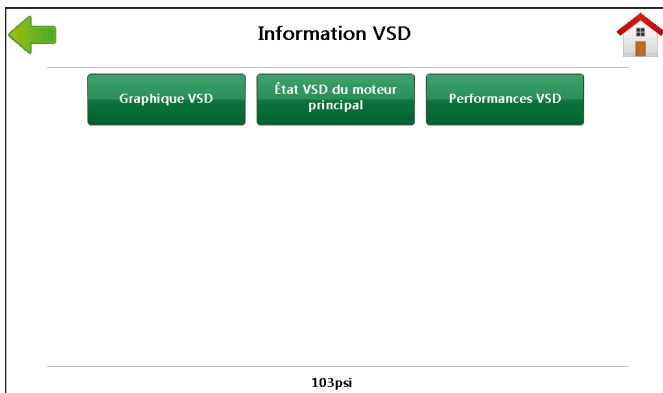 Information VSD
Graphique VSD
État VSD du moteur
principal
Performances VSD
103psi